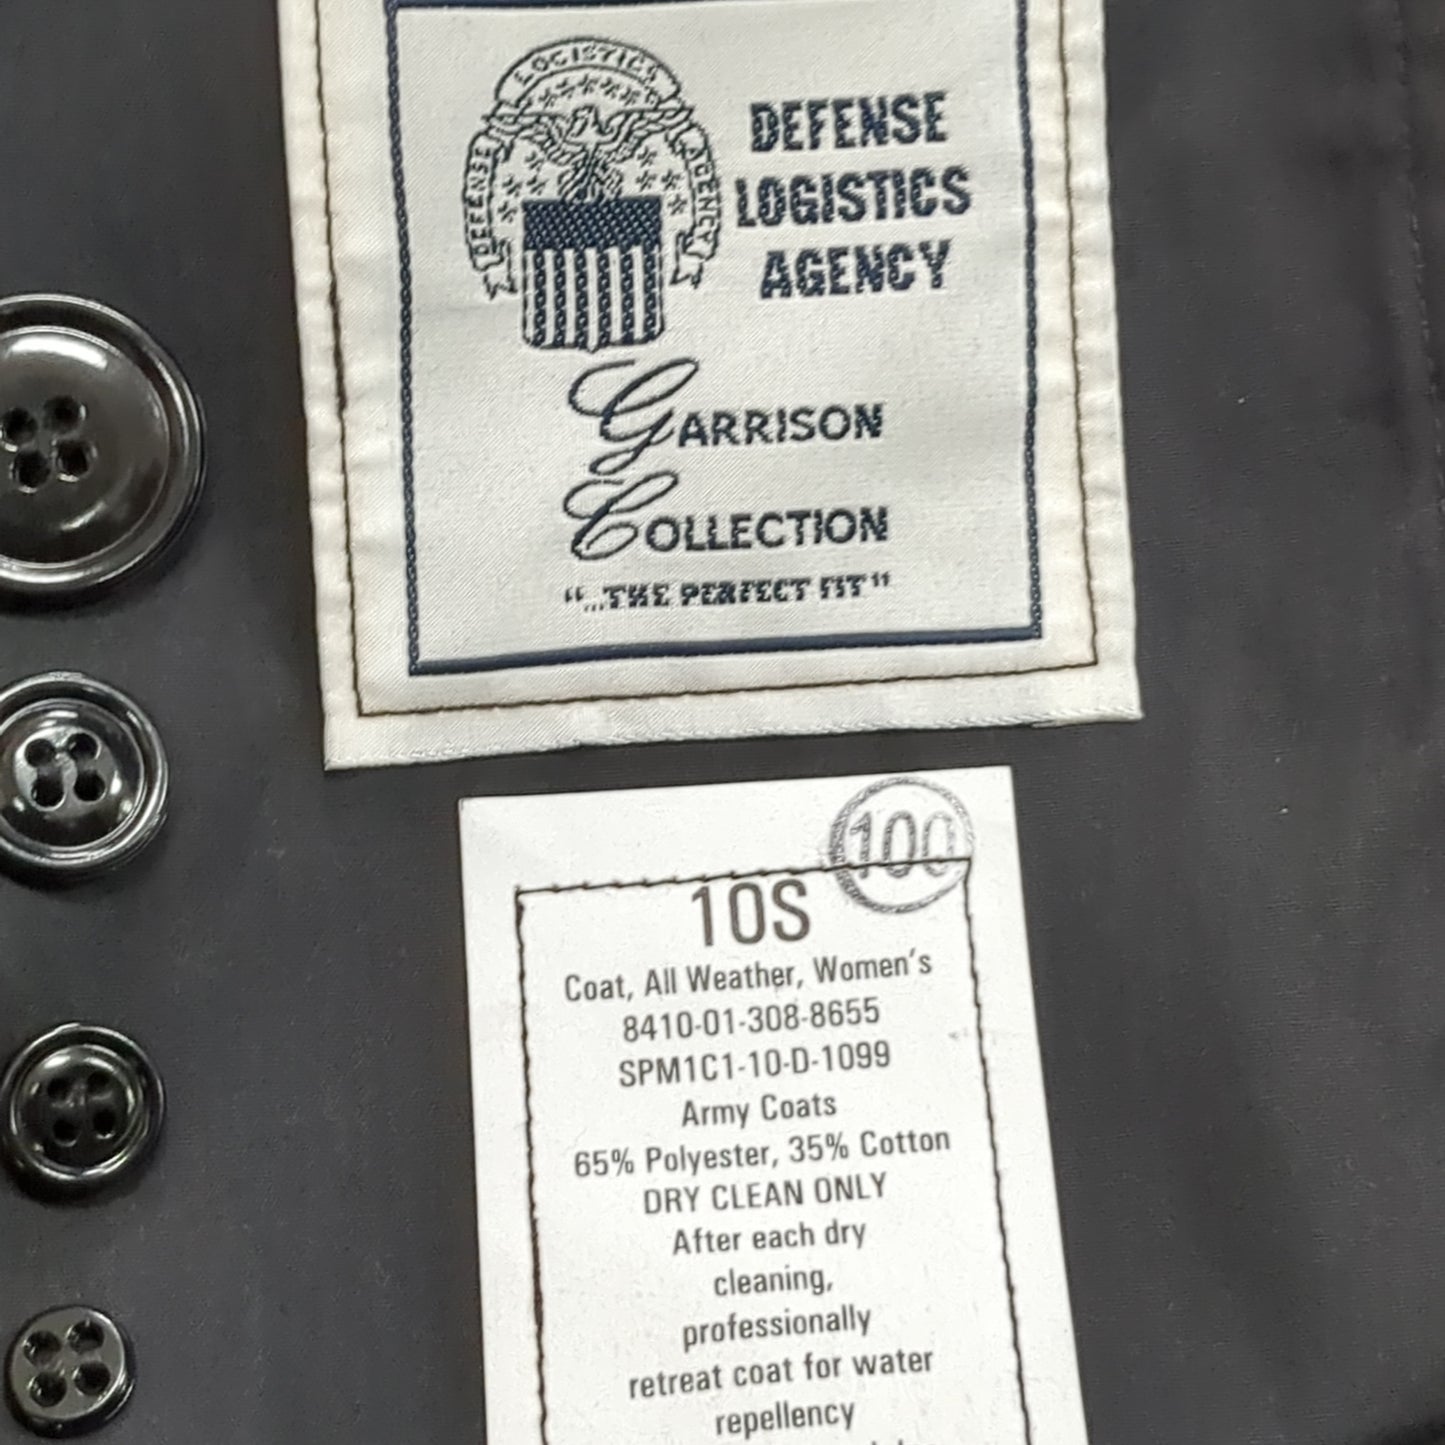 LOGISTICS
DEFENSE
AGENCY
DEFENSE
LOGISTICS
AGENCY
GARRISON
COLLECTION
“...THE PERFECT FIT”
100
10S
Coat, All Weather, Women's
8410-01-308-8655
SPM1C1-10-D-1099
Army Coats
65% Polyester, 35% Cotton
DRY CLEAN ONLY
After each dry
cleaning,
professionally
retreat coat for water
repellency